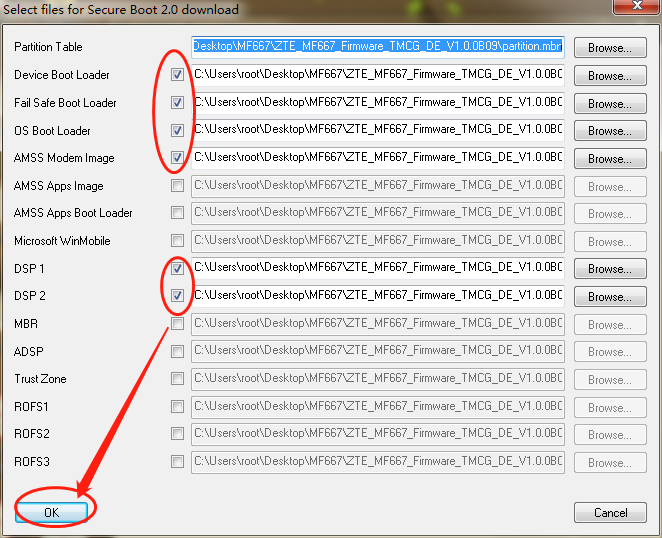 Select files for Secure Boot 2.0 download
Partition Table Desktop\MF667\ZTE_MF667_Firmware_TMCG_DE_V1.0.0B09\partition.mbn Browse...
Device Boot Loader C:\Users\root\Desktop\MF667\ZTE_MF667_Firmware_TMCG_DE_V1.0.0BC Browse...
Fail Safe Boot Loader C:\Users\root\Desktop\MF667\ZTE_MF667_Firmware_TMCG_DE_V1.0.0BC Browse...
OS Boot Loader C:\Users\root\Desktop\MF667\ZTE_MF667_Firmware_TMCG_DE_V1.0.0BC Browse...
AMSS Modem Image C:\Users\root\Desktop\MF667\ZTE_MF667_Firmware_TMCG_DE_V1.0.0BC Browse...
AMSS Apps Image C:\Users\root\Desktop\MF667\ZTE_MF667_Firmware_TMCG_DE_V1.0.0BC Browse...
AMSS Apps Boot Loader C:\Users\root\Desktop\MF667\ZTE_MF667_Firmware_TMCG_DE_V1.0.0BC Browse...
Microsoft WinMobile C:\Users\root\Desktop\MF667\ZTE_MF667_Firmware_TMCG_DE_V1.0.0BC Browse...
DSP 1 C:\Users\root\Desktop\MF667\ZTE_MF667_Firmware_TMCG_DE_V1.0.0BC Browse...
DSP 2 C:\Users\root\Desktop\MF667\ZTE_MF667_Firmware_TMCG_DE_V1.0.0BC Browse...
MBR C:\Users\root\Desktop\MF667\ZTE_MF667_Firmware_TMCG_DE_V1.0.0BC Browse...
ADSP C:\Users\root\Desktop\MF667\ZTE_MF667_Firmware_TMCG_DE_V1.0.0BC Browse...
Trust Zone C:\Users\root\Desktop\MF667\ZTE_MF667_Firmware_TMCG_DE_V1.0.0BC Browse...
ROFS1 C:\Users\root\Desktop\MF667\ZTE_MF667_Firmware_TMCG_DE_V1.0.0BC Browse...
ROFS2 C:\Users\root\Desktop\MF667\ZTE_MF667_Firmware_TMCG_DE_V1.0.0BC Browse...
ROFS3 C:\Users\root\Desktop\MF667\ZTE_MF667_Firmware_TMCG_DE_V1.0.0BC Browse...
OK Cancel